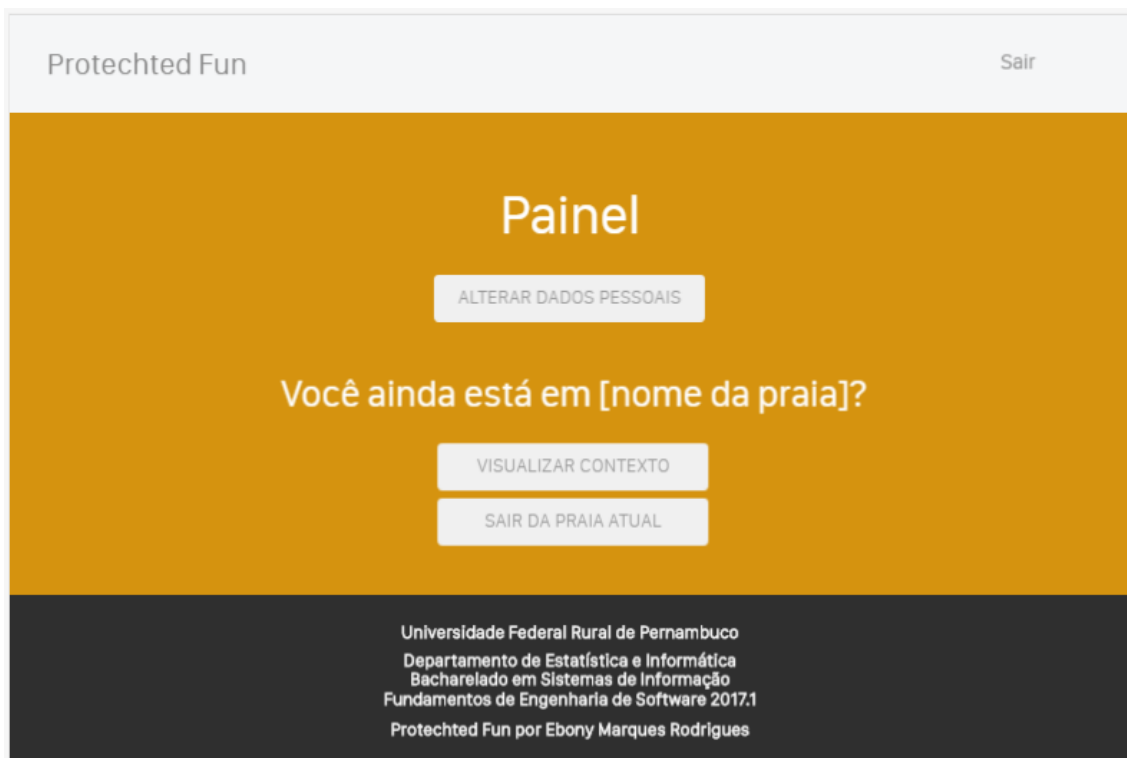 Protechted Fun
Sair
Painel
ALTERAR DADOS PESSOAIS
Você ainda está em [nome da praia]?
VISUALIZAR CONTEXTO
SAIR DA PRAIA ATUAL
Universidade Federal Rural de Pernambuco
Departamento de Estatística e Informática
Bacharelado em Sistemas de Informação
Fundamentos de Engenharia de Software 2017.1
Protechted Fun por Ebony Marques Rodrigues